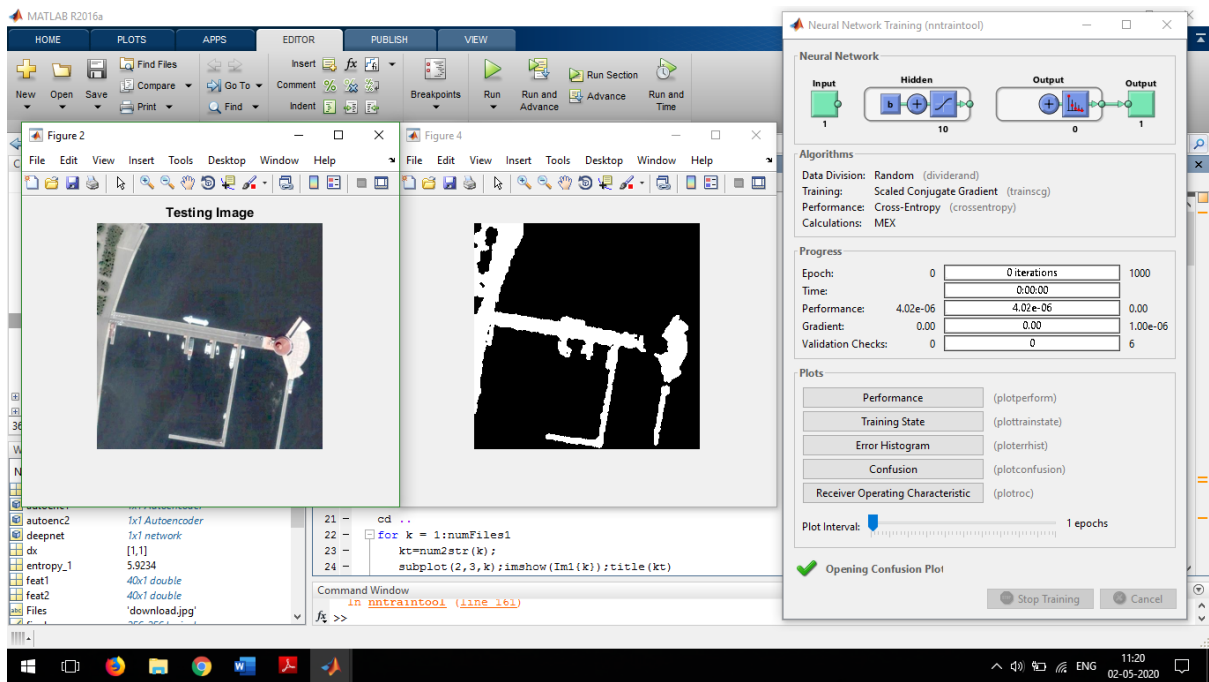 MATLAB R2016a
HOME PLOTS APPS EDITOR PUBLISH VIEW
New Open Save
Find Files
Compare
Print
Go To
Find
Insert
Comment
Indent
fx
Breakpoints
Run
Run and Advance
Run Section
Advance
Run and Time
Figure 2
File Edit View Insert Tools Desktop Window Help
Testing Image
Figure 4
File Edit View Insert Tools Desktop Window Help
autoenc2 1x1 Autoencoder
deepnet 1x1 network
dx [1,1]
entropy_1 5.9234
feat1 40x1 double
feat2 40x1 double
Files 'download.jpg'
21 - cd ..
22 - for k = 1:numFiles1
23 - kt=num2str(k);
24 - subplot(2,3,k);imshow(Im1{k});title(kt)
Command Window
In nntraintool (line 161)
fx >>
Neural Network Training (nntraintool)
Neural Network
Input Hidden Output Output
b
1 10 0 1
Algorithms
Data Division: Random (dividerand)
Training: Scaled Conjugate Gradient (trainscg)
Performance: Cross-Entropy (crossentropy)
Calculations: MEX
Progress
Epoch: 0 0 iterations 1000
Time: 0:00:00
Performance: 4.02e-06 4.02e-06 0.00
Gradient: 0.00 0.00 1.00e-06
Validation Checks: 0 0 6
Plots
Performance (plotperform)
Training State (plottrainstate)
Error Histogram (ploterrhist)
Confusion (plotconfusion)
Receiver Operating Characteristic (plotroc)
Plot Interval: 1 epochs
Opening Confusion Plot
Stop Training Cancel
ENG 11:20
02-05-2020